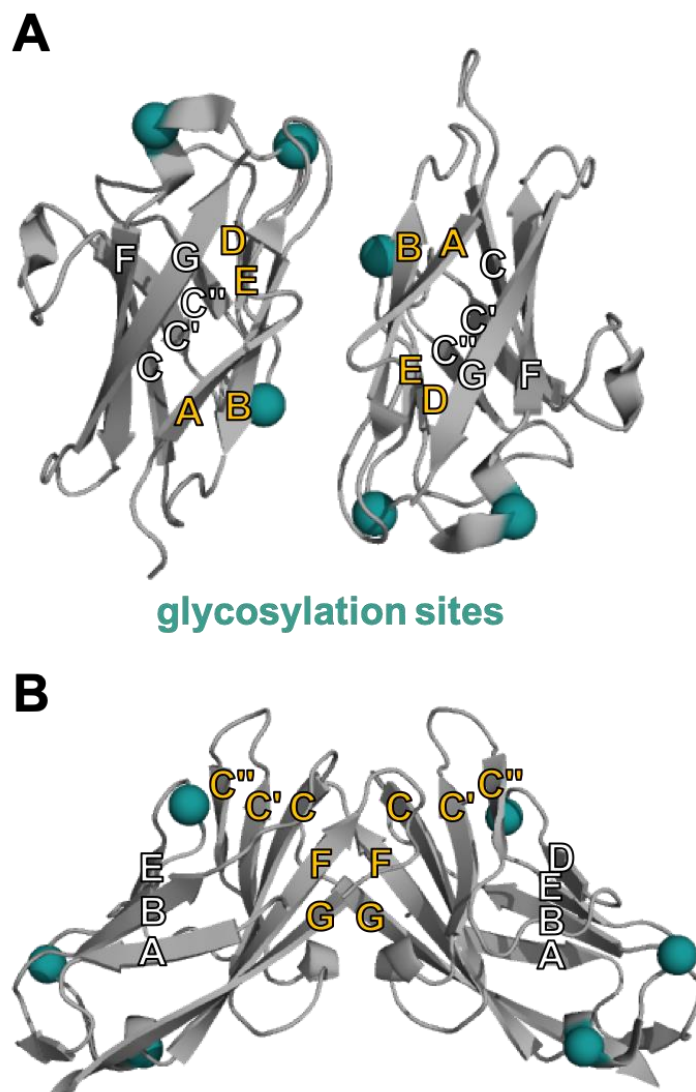 A
F G D
E
C"
C'
C
A B
B A C
C'
C"
E G F
D
glycosylation sites
B
C" C' C C C' C"
E F F D
E
B G G B
A A